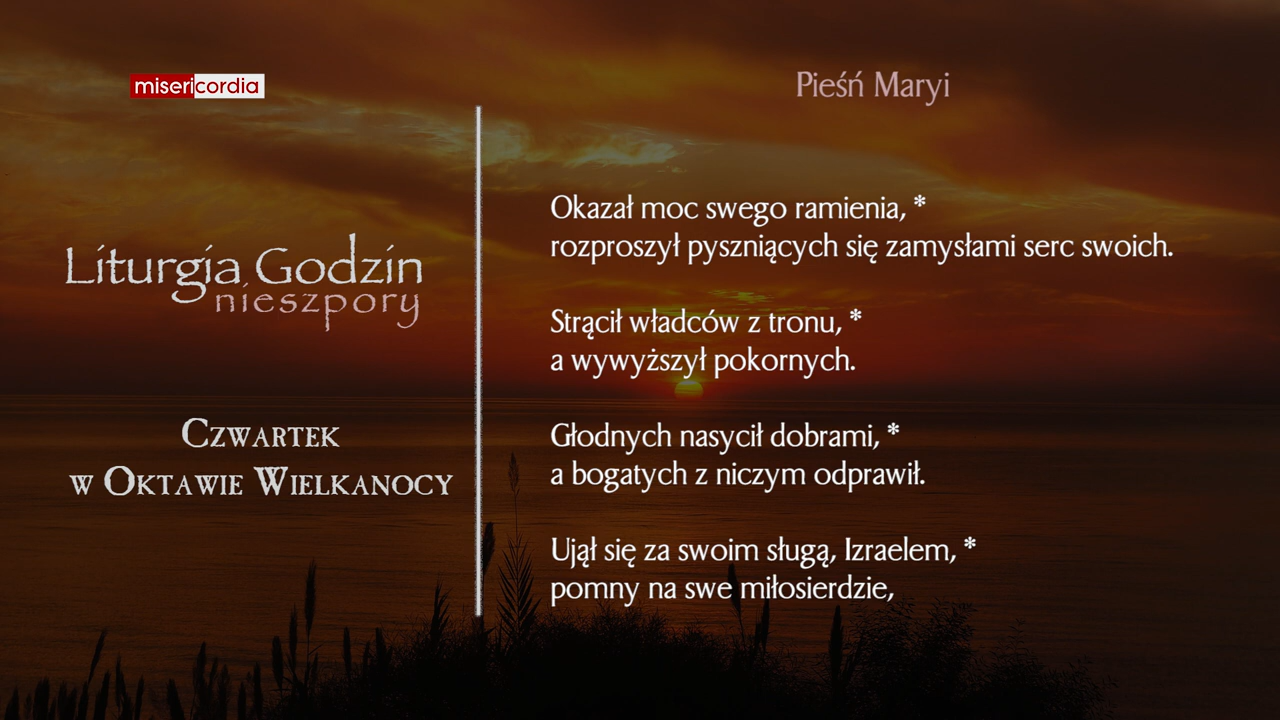 misericordia
Liturgia Godzin
nieszpory
Czwartek
w Oktawie Wielkanocy
Pieśń Maryi
Okazał moc swego ramienia, *
rozproszył pyszniących się zamysłami serc swoich.
Strącił władców z tronu, *
a wywyższył pokornych.
Głodnych nasycił dobrami, *
a bogatych z niczym odprawił.
Ujął się za swoim sługą, Izraelem, *
pomny na swe miłosierdzie,